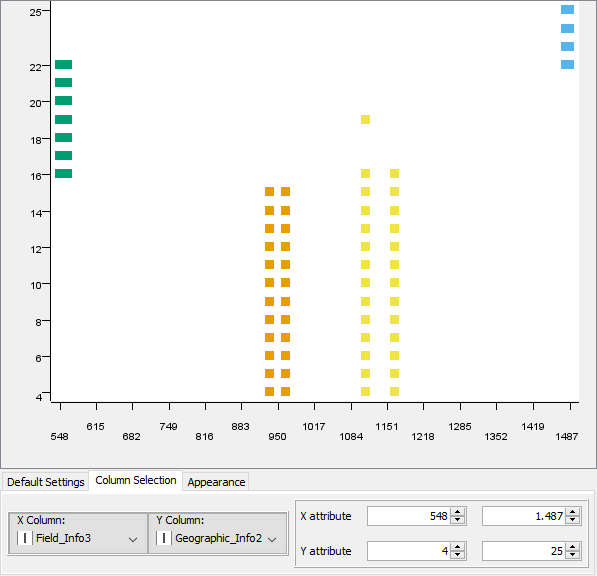 25
22
20
18
16
14
12
10
8
6
4
615 749 883 1017 1151 1285 1419
548 682 816 950 1084 1218 1352 1487
Default Settings Column Selection Appearance
X Column: Y Column:
Field_Info3 Geographic_Info2
X attribute 548 1.487
Y attribute 4 25